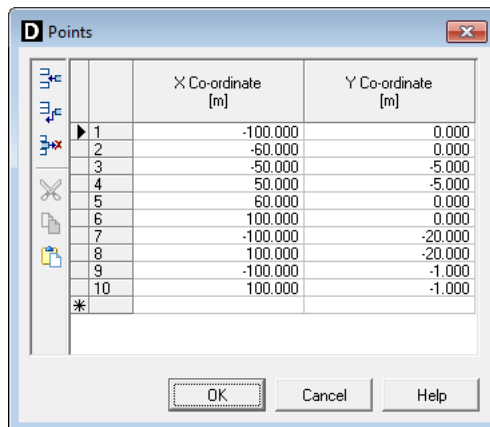 D Points
X Co-ordinate Y Co-ordinate
[m] [m]
1 -100.000 0.000
2 -60.000 0.000
3 -50.000 -5.000
4 50.000 -5.000
5 60.000 0.000
6 100.000 0.000
7 -100.000 -20.000
8 100.000 -20.000
9 -100.000 -1.000
10 100.000 -1.000
OK Cancel Help